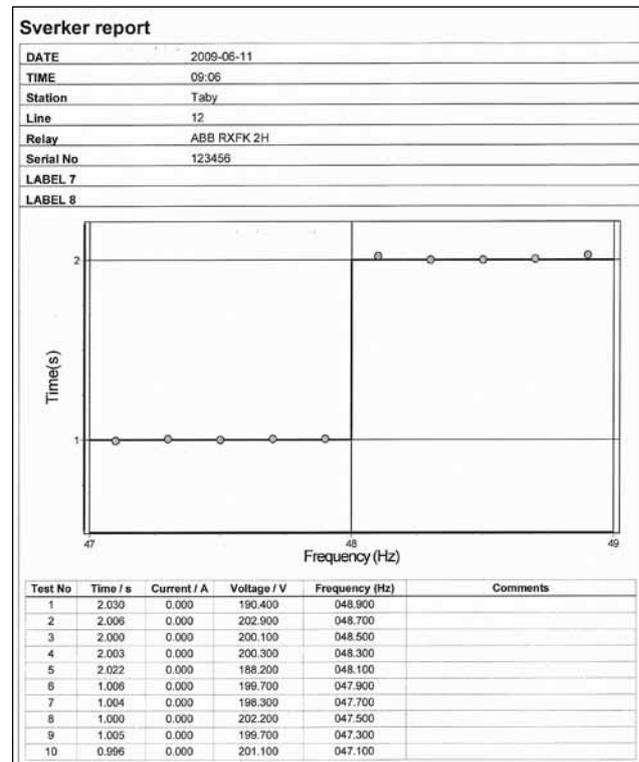 Sverker report
DATE 2009-06-11
TIME 09:06
Station Taby
Line 12
Relay ABB RXFK 2H
Serial No 123456
LABEL 7
LABEL 8
2
Time(s)
1
47 48 49
Frequency (Hz)
Test No Time / s Current / A Voltage / V Frequency (Hz) Comments
1 2.030 0.000 190.400 048.900
2 2.006 0.000 202.900 048.700
3 2.000 0.000 200.100 048.500
4 2.003 0.000 200.300 048.300
5 2.022 0.000 188.200 048.100
6 1.006 0.000 199.700 047.900
7 1.004 0.000 198.300 047.700
8 1.000 0.000 202.200 047.500
9 1.005 0.000 199.700 047.300
10 0.996 0.000 201.100 047.100